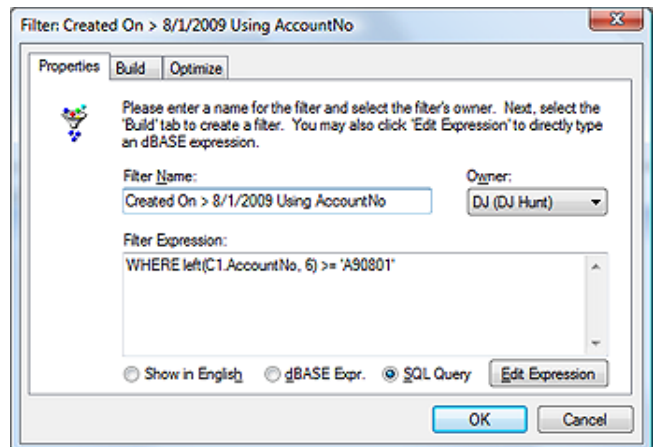 Filter: Created On > 8/1/2009 Using AccountNo
Properties Build Optimize
Please enter a name for the filter and select the filter's owner. Next, select the
'Build' tab to create a filter. You may also click 'Edit Expression' to directly type
an dBASE expression.
Filter Name: Owner:
Created On > 8/1/2009 Using AccountNo DJ (DJ Hunt)
Filter Expression:
WHERE left(C1.AccountNo, 6) >= 'A90801'
Show in English dBASE Expr. SQL Query Edit Expression
OK Cancel